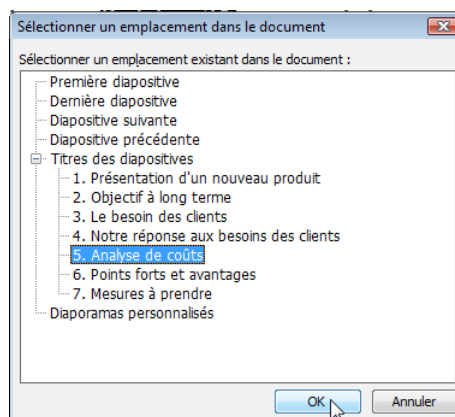 Sélectionner un emplacement dans le document
Sélectionner un emplacement existant dans le document :
Première diapositive
Dernière diapositive
Diapositive suivante
Diapositive précédente
Titres des diapositives
1. Présentation d'un nouveau produit
2. Objectif à long terme
3. Le besoin des clients
4. Notre réponse aux besoins des clients
5. Analyse de coûts
6. Points forts et avantages
7. Mesures à prendre
Diaporamas personnalisés
OK Annuler